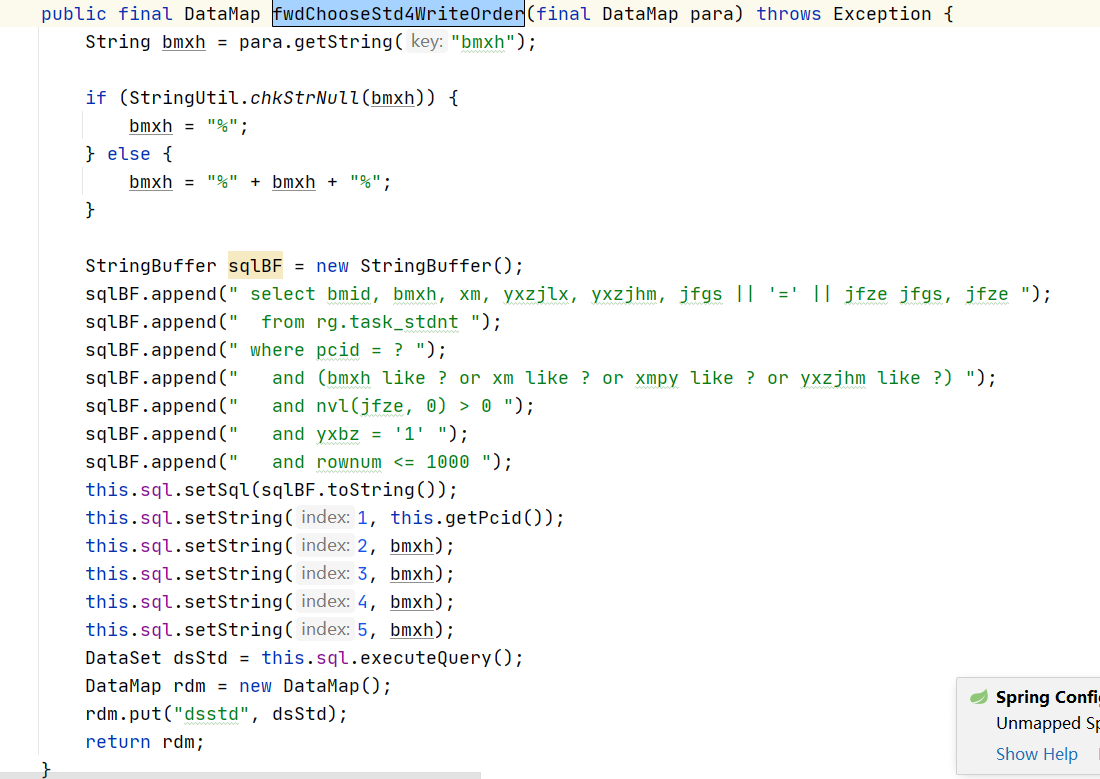 public final DataMap fwdChooseStd4WriteOrder(final DataMap para) throws Exception {
    String bmxh = para.getString( key: "bmxh");

    if (StringUtil.chkStrNull(bmxh)) {
        bmxh = "%";
    } else {
        bmxh = "%" + bmxh + "%";
    }

    StringBuffer sqlBF = new StringBuffer();
    sqlBF.append(" select bmid, bmxh, xm, yxzjlx, yxzjhm, jfgs || '=' || jfze jfgs, jfze ");
    sqlBF.append("  from rg.task_stdnt ");
    sqlBF.append(" where pcid = ? ");
    sqlBF.append("   and (bmxh like ? or xm like ? or xmpy like ? or yxzjhm like ?) ");
    sqlBF.append("   and nvl(jfze, 0) > 0 ");
    sqlBF.append("   and yxbz = '1' ");
    sqlBF.append("   and rownum <= 1000 ");
    this.sql.setSql(sqlBF.toString());
    this.sql.setString( index: 1, this.getPcid());
    this.sql.setString( index: 2, bmxh);
    this.sql.setString( index: 3, bmxh);
    this.sql.setString( index: 4, bmxh);
    this.sql.setString( index: 5, bmxh);
    DataSet dsStd = this.sql.executeQuery();
    DataMap rdm = new DataMap();
    rdm.put("dsstd", dsStd);
    return rdm;
}
Spring Config
Unmapped Sp
Show Help